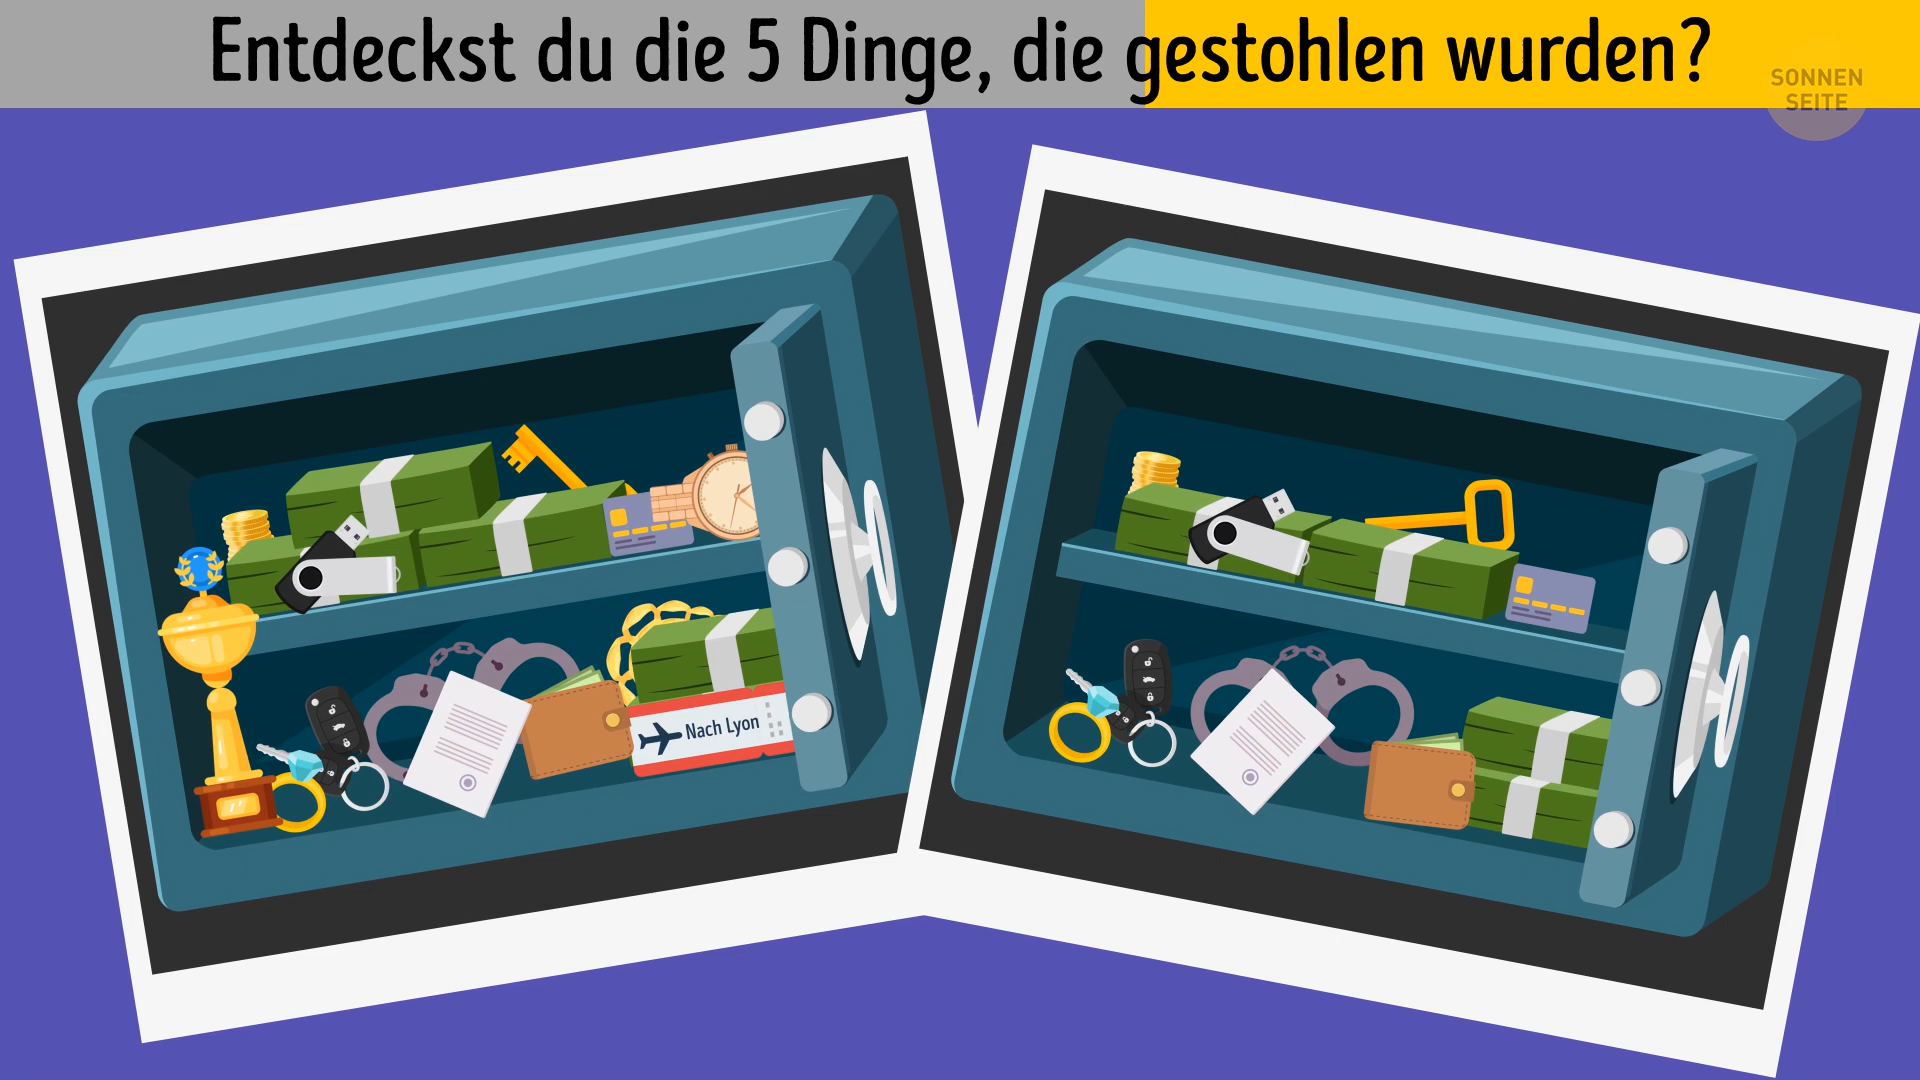 Entdeckst du die 5 Dinge, die gestohlen wurden?
SONNEN
SEITE
Nach Lyon